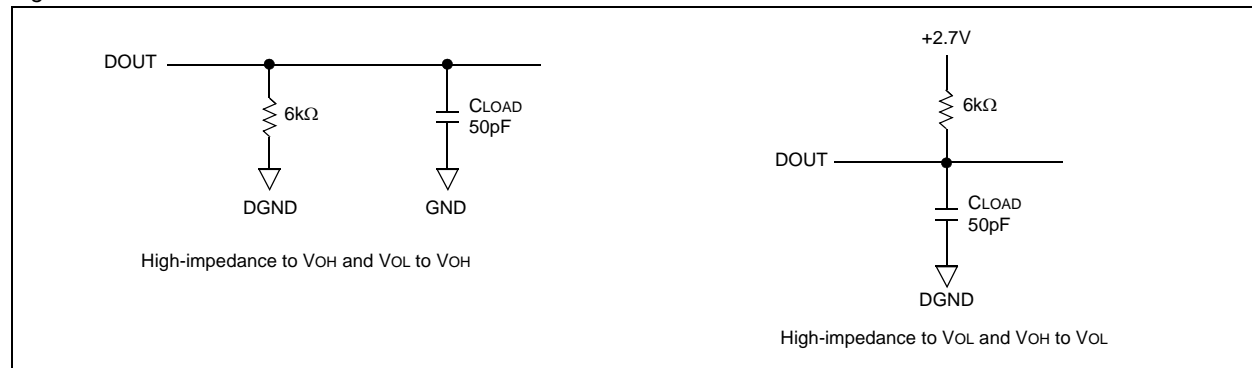 DOUT
6kΩ
CLOAD
50pF
DGND
GND
High-impedance to VOH and VOL to VOH
+2.7V
6kΩ
DOUT
CLOAD
50pF
DGND
High-impedance to VOL and VOH to VOL